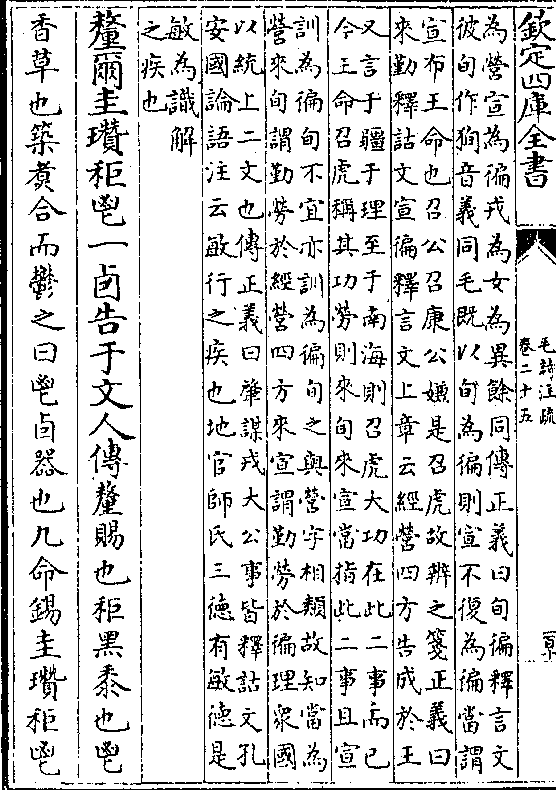 欽定四庫全書
毛詩注疏
卷二十五
為營宣為徧戎為女為異餘同傳正義曰旬徧釋言文
彼旬作狥音義同毛既以旬為徧則宣不復為徧當謂
宣布王命也召公召康公嫌是召虎故辨之箋正義曰
來勤釋詁文宣徧釋言文上章云經營四方告成於王
又言于疆于理至于南海則召虎大功在此二事而已
今王命召虎稱其功勞則來旬來宣當指此二事且宣
訓為徧旬不宜亦訓為徧旬之與營字相類故知當為
營來旬謂勤勞於經營四方來宣謂勤勞於徧理衆國
以統上二文也傳正義曰肇謀戎大公事皆釋詁文孔
安國論語注云敏行之疾也地官師氏三德有敏德是
敏為識解
之疾也
釐爾圭瓚秬鬯一卣告于文人傳釐賜也秬黑黍也鬯
香草也築煑合而鬱之曰鬯卣器也九命錫圭瓚秬鬯